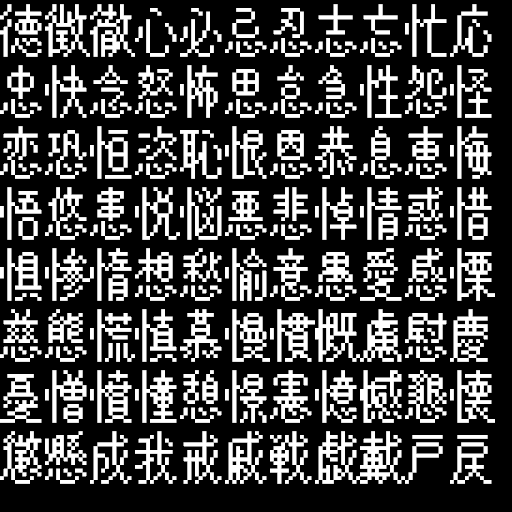 徳徴徹心必忌忍志忘忙応
忠快念怒怖思怠急性怨怪
恋恐恒恣恥恨恩恭息恵悔
悟悠患悦悩悪悲悼情惑惜
惧惨惰想愁愉意愚愛感慄
慈態慌慎慕慢慣慨慮慰慶
憂憎憤憧憩憬憲憶憾懇懐
懲懸成我戒戚戦戯戴戸戻